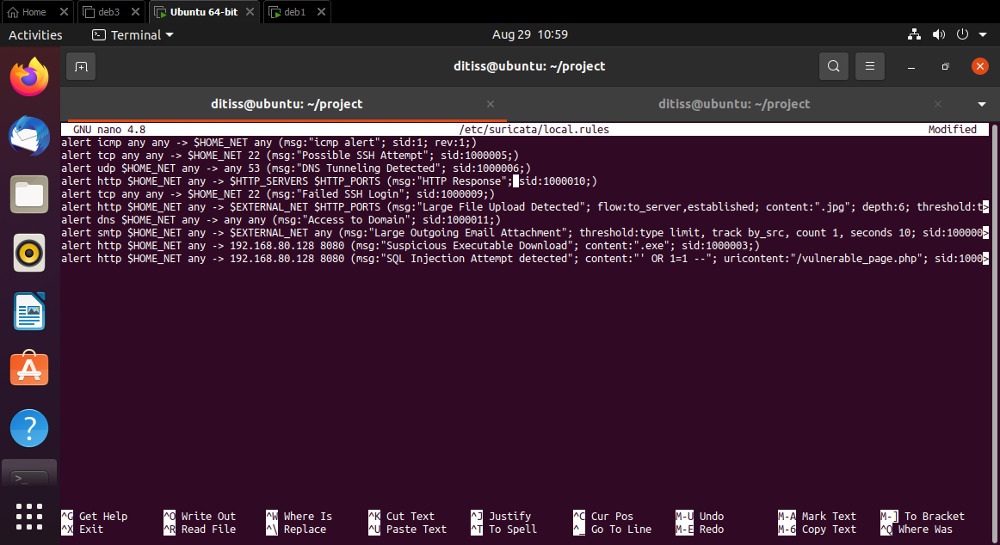 Home deb3 Ubuntu 64-bit deb1
Activities Terminal Aug 29 10:59
ditiss@ubuntu: ~/project
ditiss@ubuntu: ~/project ditiss@ubuntu: ~/project
GNU nano 4.8 /etc/suricata/local.rules Modified
alert icmp any any -> $HOME_NET any (msg:"icmp alert"; sid:1; rev:1;)
alert tcp any any -> $HOME_NET 22 (msg:"Possible SSH Attempt"; sid:1000005;)
alert udp $HOME_NET any -> any 53 (msg:"DNS Tunneling Detected"; sid:1000006;)
alert http $HOME_NET any -> $HTTP_SERVERS $HTTP_PORTS (msg:"HTTP Response"; sid:1000010;)
alert tcp any any -> $HOME_NET 22 (msg:"Failed SSH Login"; sid:1000009;)
alert http $HOME_NET any -> $EXTERNAL_NET $HTTP_PORTS (msg:"Large File Upload Detected"; flow:to_server,established; content:".jpg"; depth:6; threshold:t>
alert dns $HOME_NET any -> any any (msg:"Access to Domain"; sid:1000011;)
alert smtp $HOME_NET any -> $EXTERNAL_NET any (msg:"Large Outgoing Email Attachment"; threshold:type limit, track by_src, count 1, seconds 10; sid:100000>
alert http $HOME_NET any -> 192.168.80.128 8080 (msg:"Suspicious Executable Download"; content:".exe"; sid:1000003;)
alert http $HOME_NET any -> 192.168.80.128 8080 (msg:"SQL Injection Attempt detected"; content:"' OR 1=1 --"; uricontent:"/vulnerable_page.php"; sid:1000>
^G Get Help ^O Write Out ^W Where Is ^K Cut Text ^J Justify ^C Cur Pos M-U Undo M-A Mark Text M-] To Bracket
^X Exit ^R Read File ^\ Replace ^U Paste Text ^T To Spell ^_ Go To Line M-E Redo M-6 Copy Text ^Q Where Was